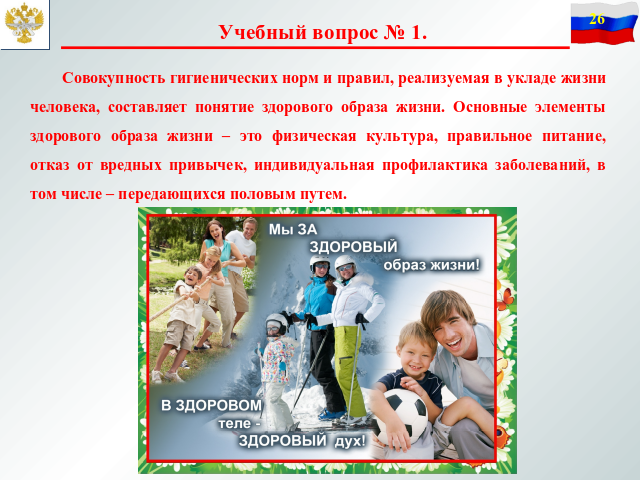 26
Учебный вопрос № 1.
Совокупность гигиенических норм и правил, реализуемая в укладе жизни
человека, составляет понятие здорового образа жизни. Основные элементы
здорового образа жизни – это физическая культура, правильное питание,
отказ от вредных привычек, индивидуальная профилактика заболеваний, в
том числе – передающихся половым путем.
Мы ЗА
ЗДОРОВЫЙ
образ жизни!
В ЗДОРОВОМ
теле -
ЗДОРОВЫЙ дух!